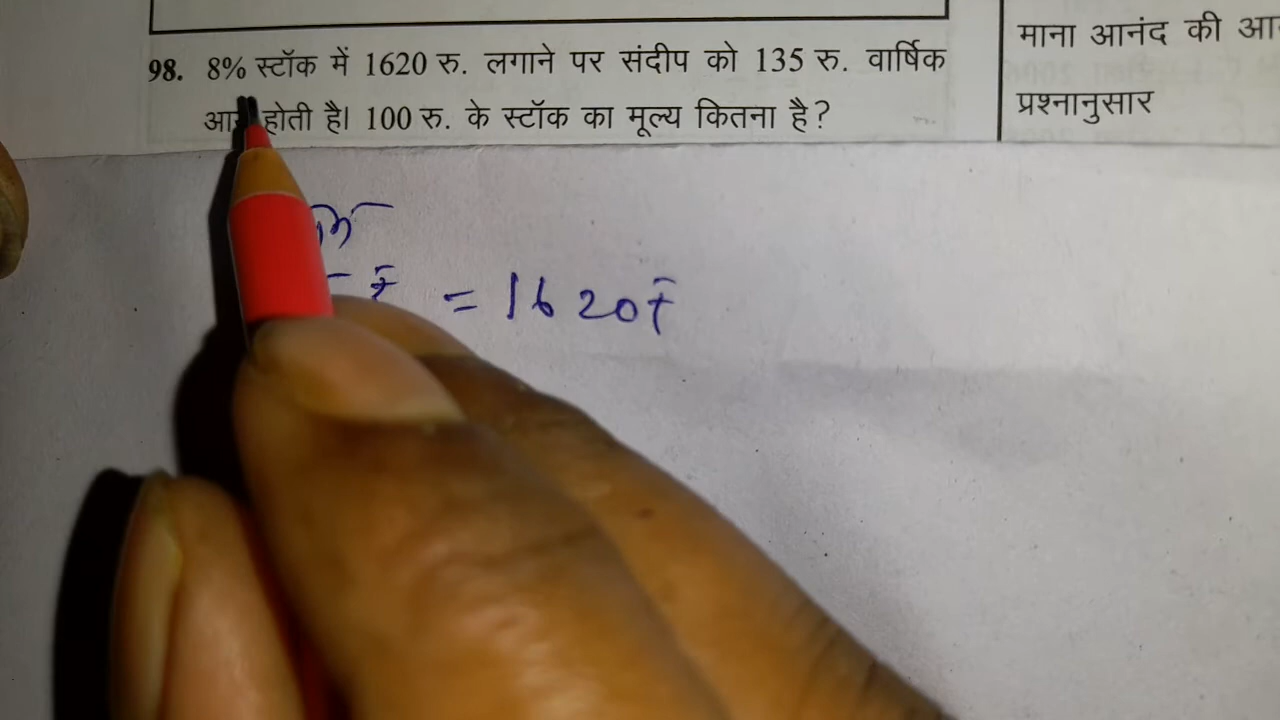 98. 8% स्टॉक में 1620 रु. लगाने पर संदीप को 135 रु. वार्षिक
होती है। 100 रु. के स्टॉक का मूल्य कितना है?
माना आनंद की
प्रश्नानुसार
= 1620 रु